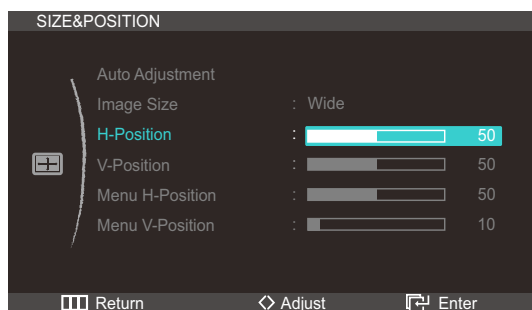 SIZE&POSITION
Auto Adjustment
Image Size : Wide
H-Position : 50
V-Position : 50
Menu H-Position : 50
Menu V-Position : 10
Return Adjust Enter